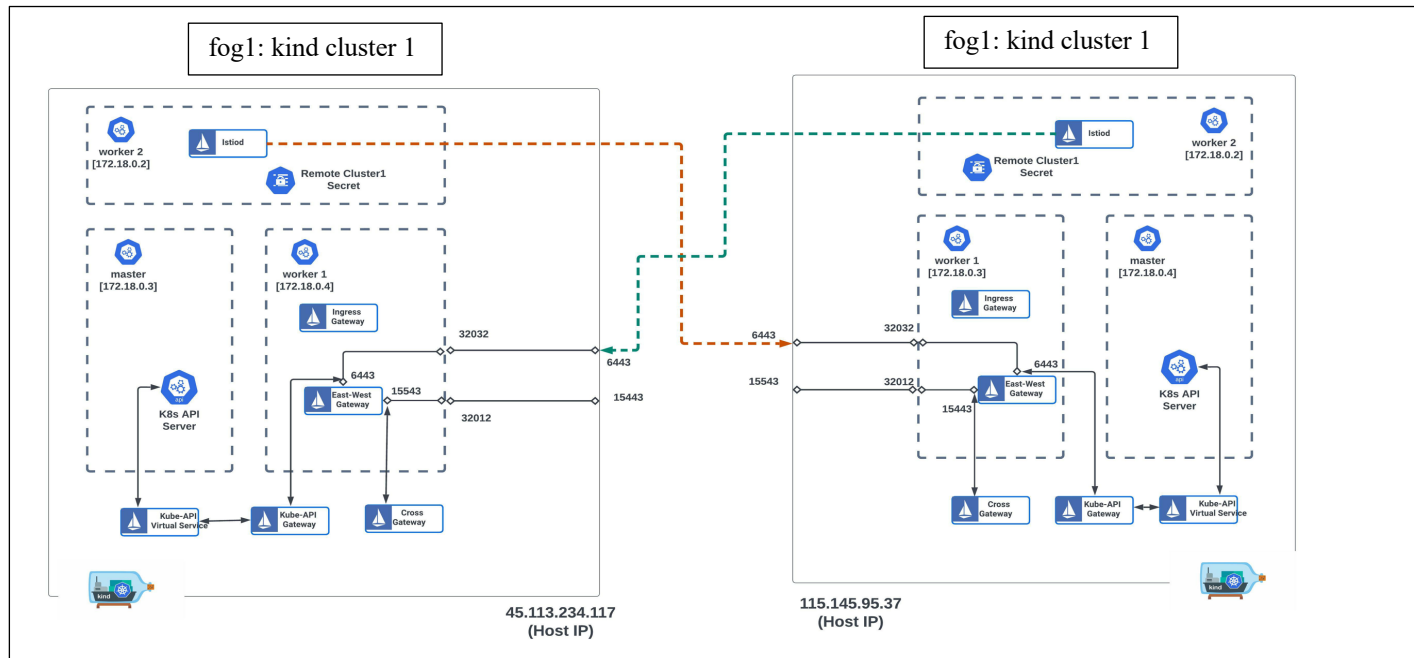 fog1: kind cluster 1
worker 2
[172.18.0.2]
Istiod
Remote Cluster1
Secret
master
[172.18.0.3]
worker 1
[172.18.0.4]
Ingress
Gateway
32032
6443
6443
East-West
Gateway
15543
15443
32012
api
K8s API
Server
Kube-API
Virtual Service
Kube-API
Gateway
Cross
Gateway
kind
45.113.234.117
(Host IP)
fog1: kind cluster 1
Istiod
worker 2
[172.18.0.2]
Remote Cluster1
Secret
worker 1
[172.18.0.3]
master
[172.18.0.4]
Ingress
Gateway
6443
32032
6443
15543
32012
15443
East-West
Gateway
api
K8s API
Server
Cross
Gateway
Kube-API
Gateway
Kube-API
Virtual Service
kind
115.145.95.37
(Host IP)